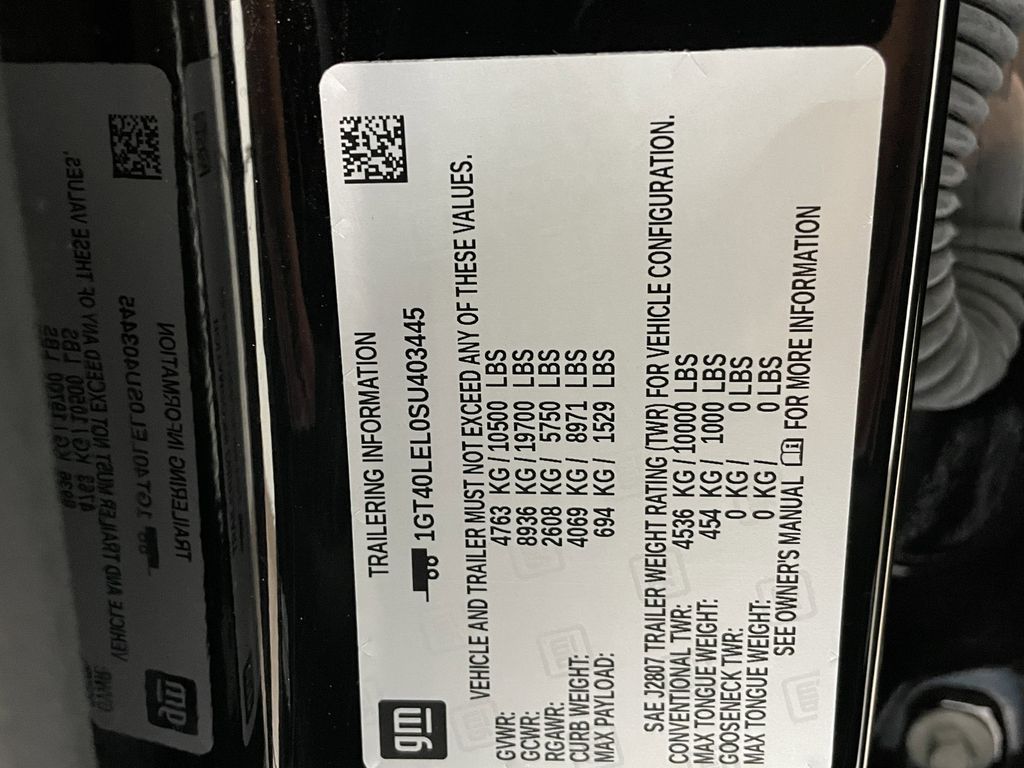 gm
TRAILERING INFORMATION
1GT40LEL0SU403445
VEHICLE AND TRAILER MUST NOT EXCEED ANY OF THESE VALUES.
GVWR: 4763 KG / 10500 LBS
GCWR: 8936 KG / 19700 LBS
RGAWR: 2608 KG / 5750 LBS
CURB WEIGHT: 4069 KG / 8971 LBS
MAX PAYLOAD: 694 KG / 1529 LBS
SAE J2807 TRAILER WEIGHT RATING (TWR) FOR VEHICLE CONFIGURATION.
CONVENTIONAL TWR: 4536 KG / 10000 LBS
MAX TONGUE WEIGHT: 454 KG / 1000 LBS
GOOSENECK TWR: 0 KG / 0 LBS
MAX TONGUE WEIGHT: 0 KG / 0 LBS
SEE OWNER'S MANUAL FOR MORE INFORMATION